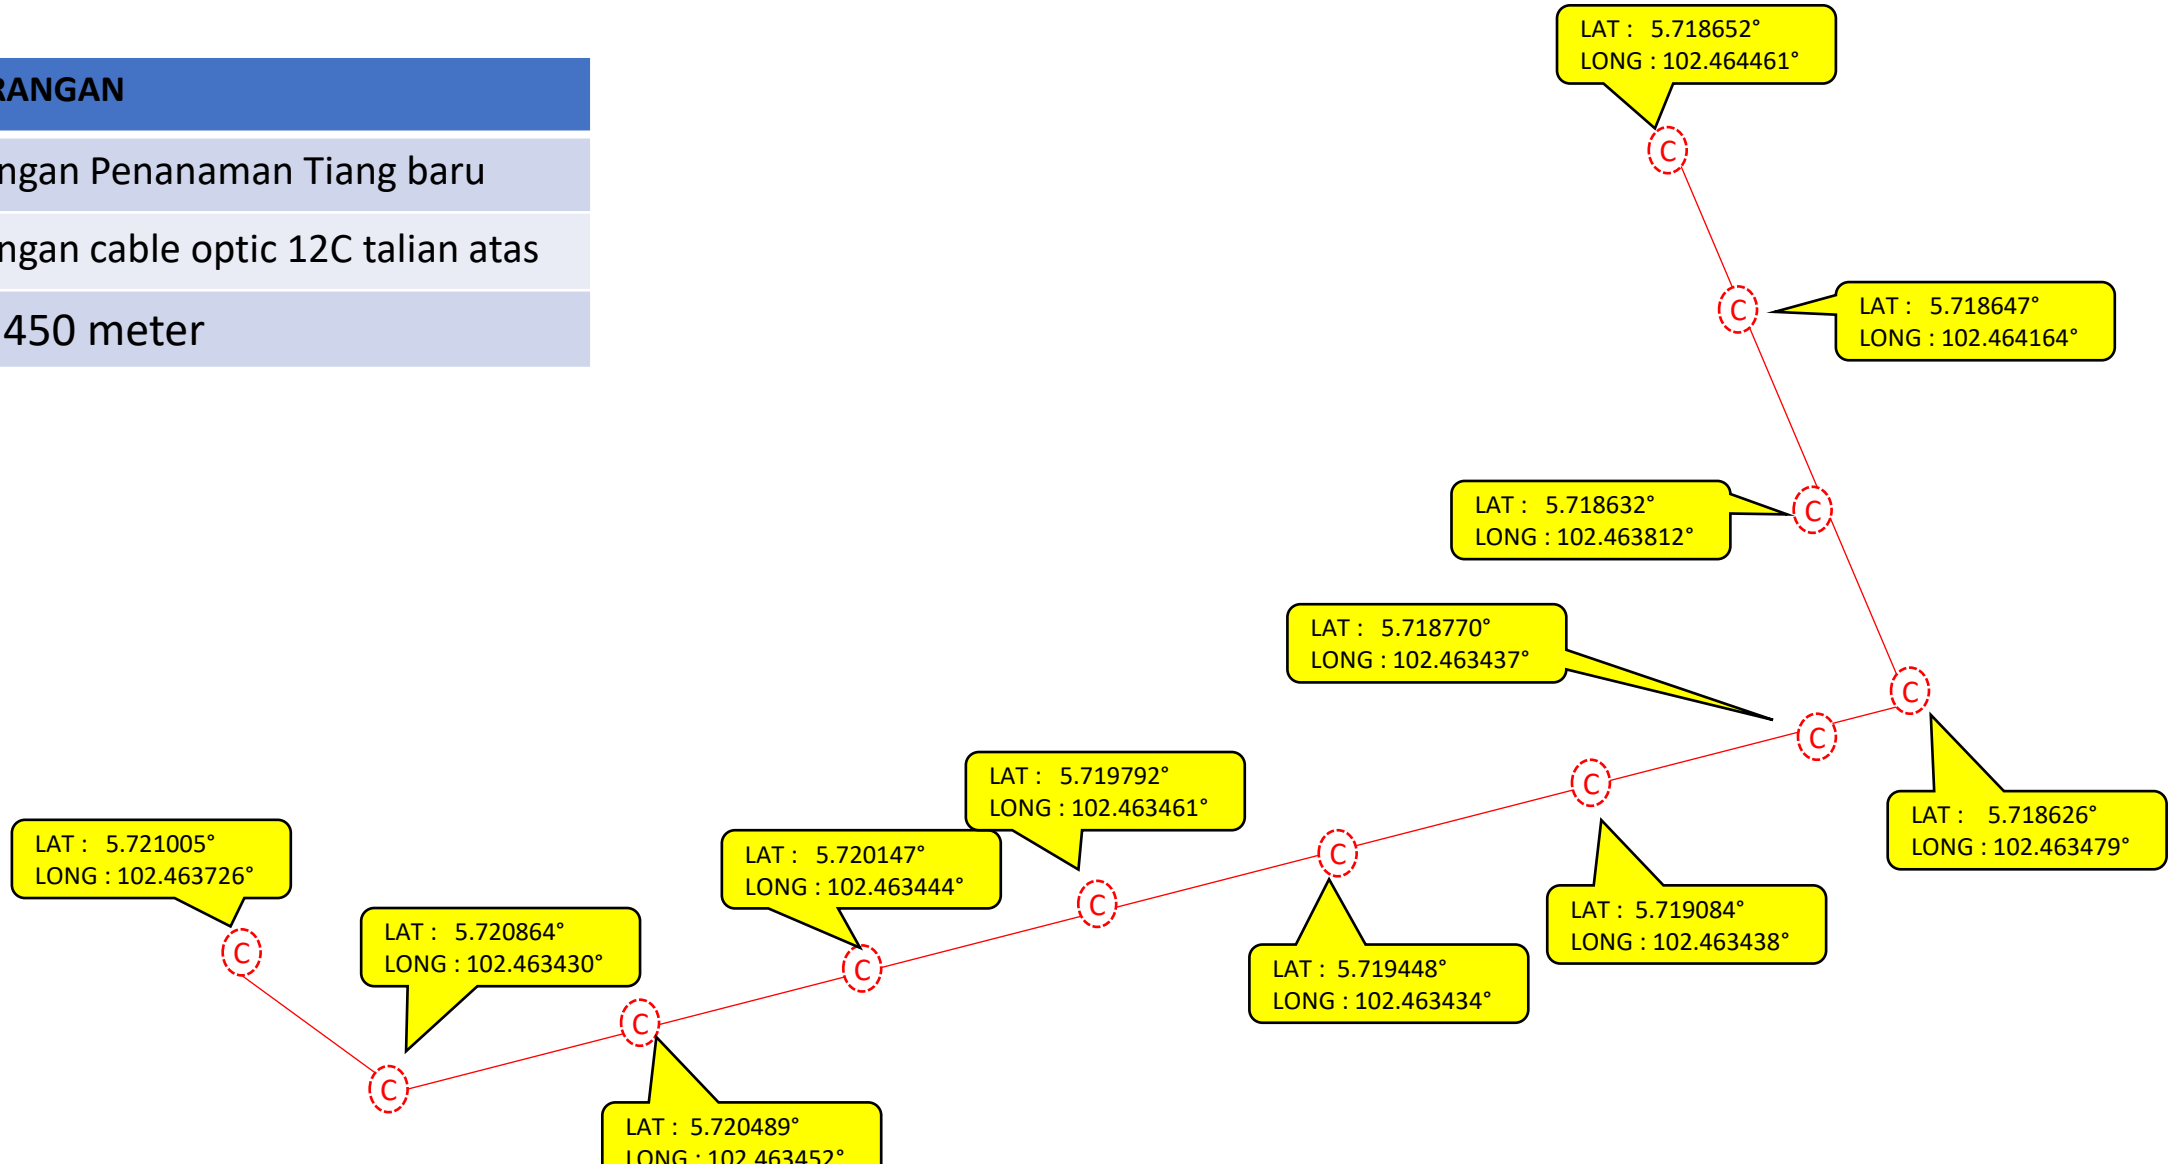 RANGAN
ngan Penanaman Tiang baru
ngan cable optic 12C talian atas
450 meter
LAT : 5.718652°
LONG : 102.464461°
C
C
LAT : 5.718647°
LONG : 102.464164°
LAT : 5.718632°
LONG : 102.463812°
C
LAT : 5.718770°
LONG : 102.463437°
C
C
LAT : 5.719792°
LONG : 102.463461°
C
LAT : 5.718626°
LONG : 102.463479°
LAT : 5.721005°
LONG : 102.463726°
LAT : 5.720147°
LONG : 102.463444°
C
C
LAT : 5.719084°
LONG : 102.463438°
LAT : 5.720864°
LONG : 102.463430°
C
C
LAT : 5.719448°
LONG : 102.463434°
C
C
LAT : 5.720489°
LONG : 102.463452°